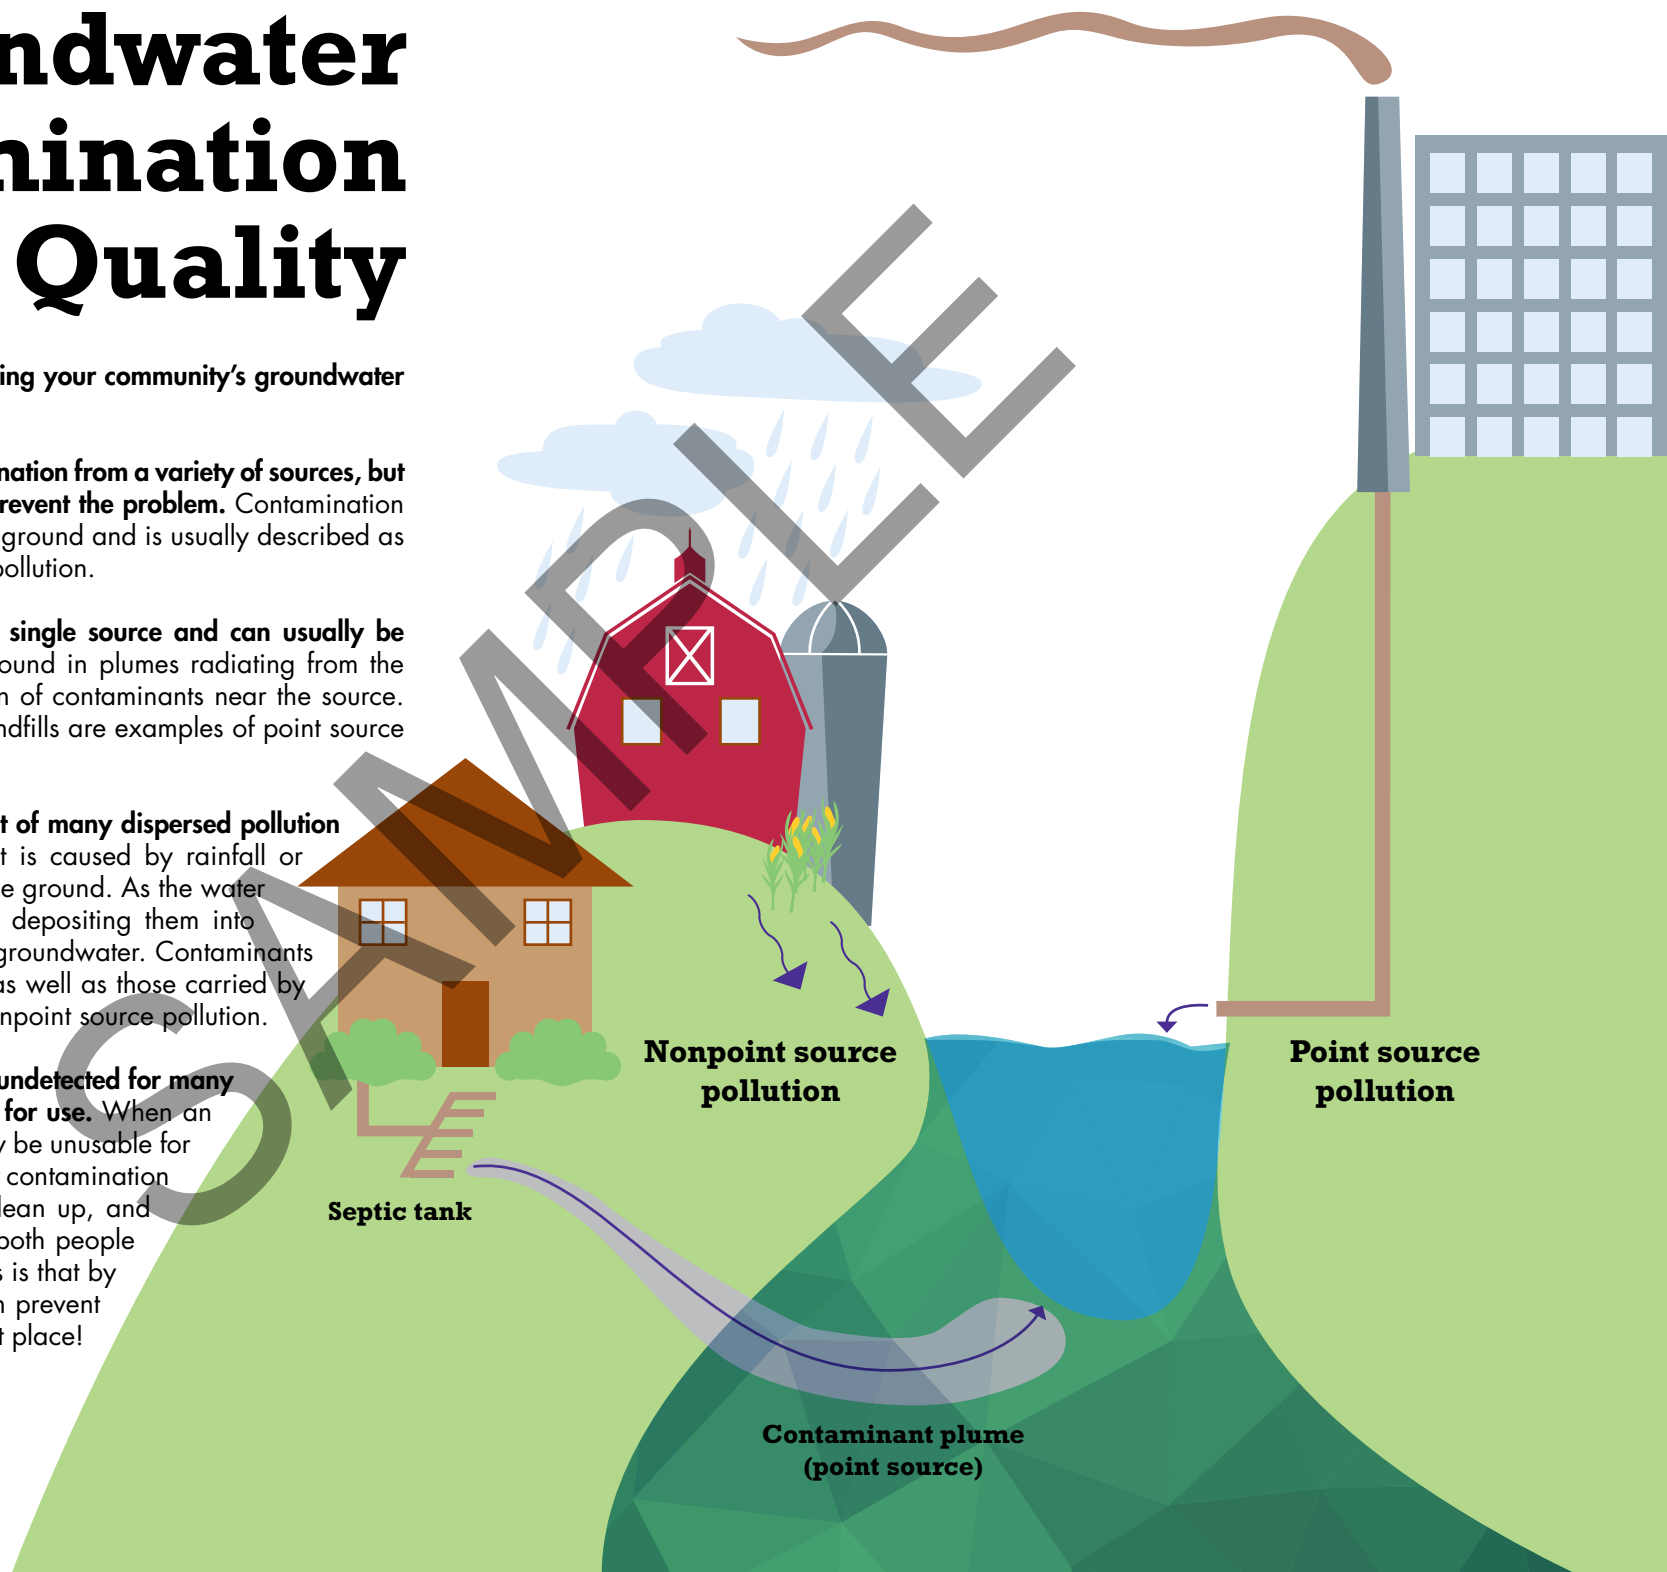 ndwater
mination
Quality
ing your community's groundwater
nation from a variety of sources, but
revent the problem. Contamination
ground and is usually described as
pollution.
single source and can usually be
ound in plumes radiating from the
n of contaminants near the source.
ndfills are examples of point source
t of many dispersed pollution
t is caused by rainfall or
e ground. As the water
depositing them into
groundwater. Contaminants
as well as those carried by
npoint source pollution.
undetected for many
for use. When an
y be unusable for
contamination
lean up, and
both people
s is that by
n prevent
t place!
SAMPLE
Nonpoint source
pollution
Point source
pollution
Septic tank
Contaminant plume
(point source)